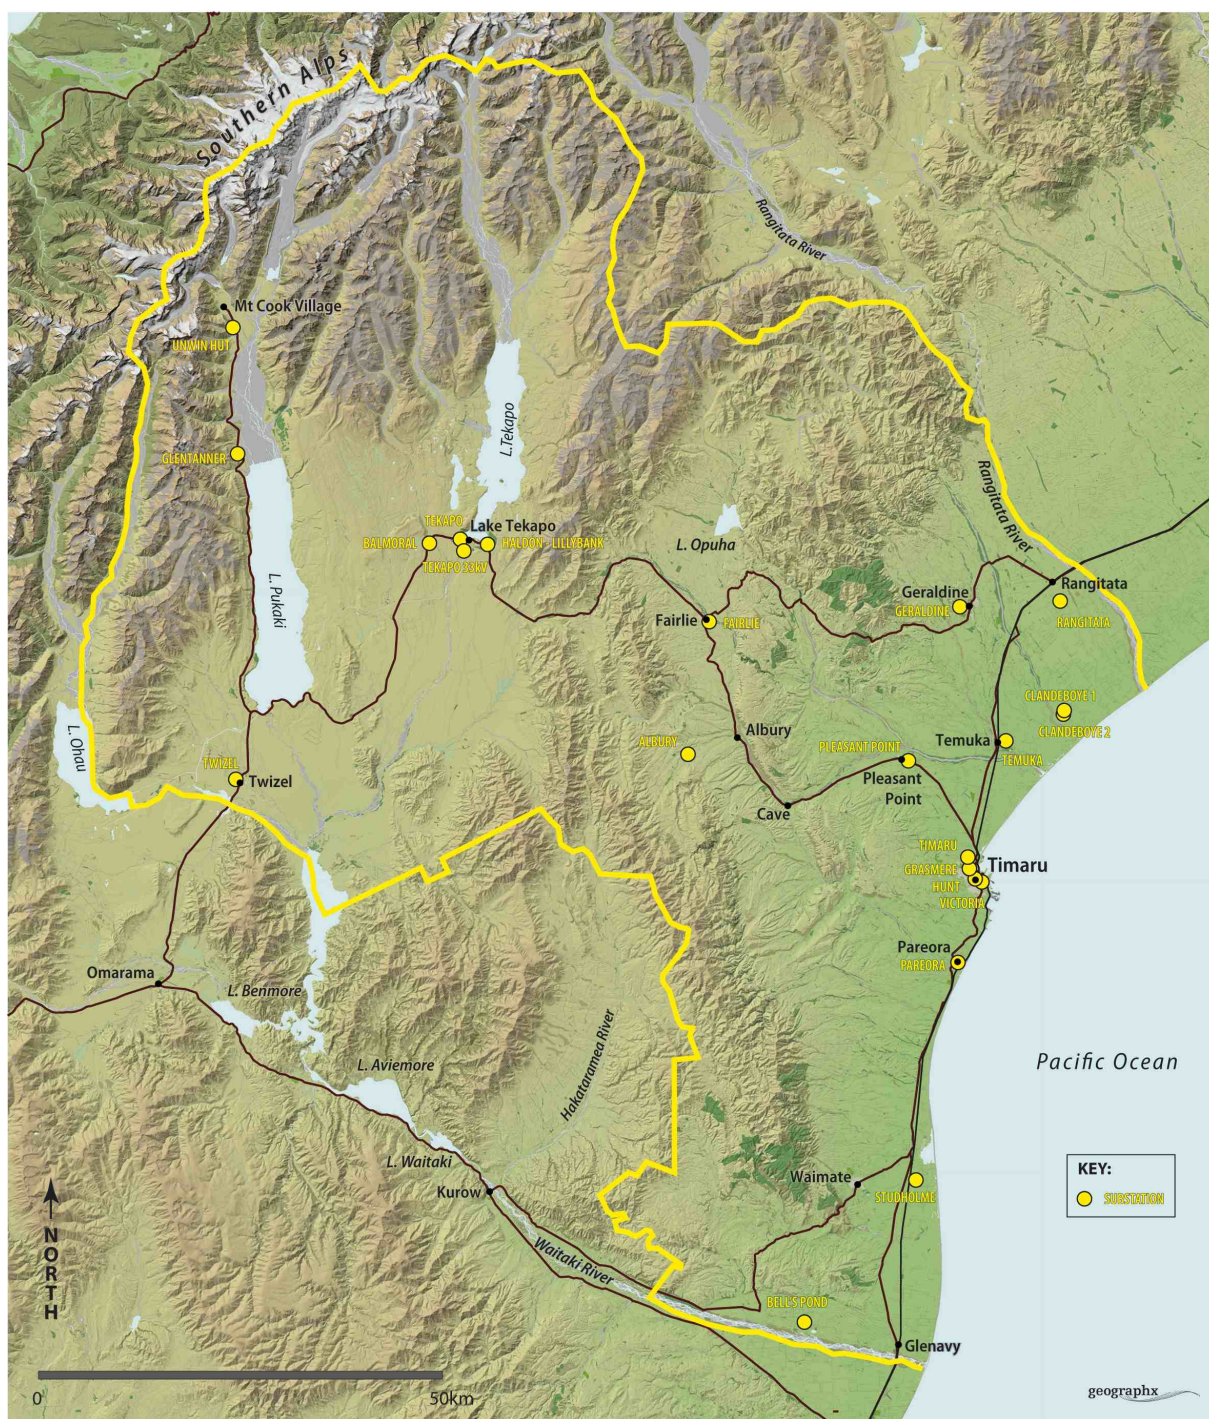 Southern Alps
Rangitata River
Mt Cook Village
UNWIN HUT
L.Tekapo
GLENTANNER
Rangitata River
TEKAPO
Lake Tekapo
BALMORAL
HALDON - LILLYBANK
TEKAPO 33kV
L. Opuha
L. Pukaki
Rangitata
Geraldine
GERALDINE
RANGITATA
Fairlie
FAIRLIE
CLANDEBOYE 1
CLANDEBOYE 2
L. Ohau
Albury
ALBURY
PLEASANT POINT
Temuka
TEMUKA
TWIZEL
Twizel
Pleasant
Point
Cave
TIMARU
Timaru
GRASMERE
HUNT
VICTORIA
Pareora
PAREORA
Omarama
L. Benmore
Pacific Ocean
L. Aviemore
Hakataramea River
L. Waitaki
Kurow
Waimate
STUDHOLME
KEY:
SUBSTATION
NORTH
Waitaki River
BELL'S POND
Glenavy
0
50km
geographx